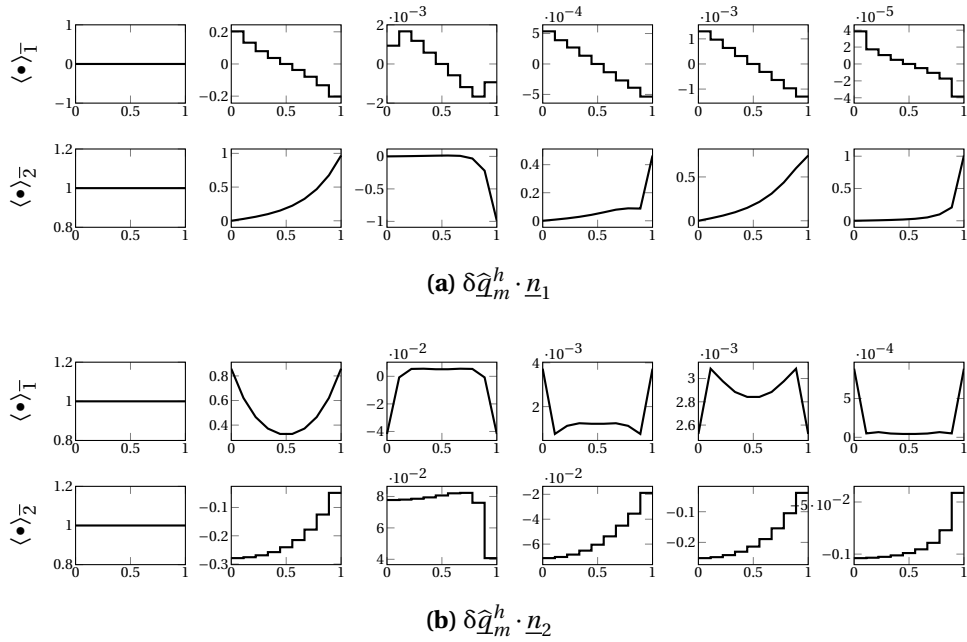 ·10⁻³ ·10⁻⁴ ·10⁻³ ·10⁻⁵
⟨•⟩_1̅
1 0 −1 0 0.5 1
0.2 0 −0.2 0 0.5 1
2 0 2 0 0.5 1
5 0 −5 0 0.5 1
1 0 −1 0 0.5 1
4 2 0 −2 −4 0 0.5 1
⟨•⟩_2̅
1.2 1 0.8 0 0.5 1
1 0.5 0 0 0.5 1
0 −0.5 −1 0 0.5 1
0.4 0.2 0 0 0.5 1
0.5 0 0 0.5 1
1 0.5 0 0 0.5 1
(a) δq̂_m^h · n_1
·10⁻² ·10⁻³ ·10⁻³ ·10⁻⁴
⟨•⟩_1̅
1.2 1 0.8 0 0.5 1
0.8 0.6 0.4 0 0.5 1
0 −2 −4 0 0.5 1
4 2 0 0.5 1
3 2.8 2.6 0 0.5 1
5 0 0 0.5 1
·10⁻² ·10⁻²
⟨•⟩_2̅
1.2 1 0.8 0 0.5 1
−0.1 −0.2 −0.3 0 0.5 1
8 6 4 0 0.5 1
−2 −4 −6 0 0.5 1
−0.1 −0.2 0 0.5 1
5·10⁻² −0.1 0 0.5 1
(b) δq̂_m^h · n_2